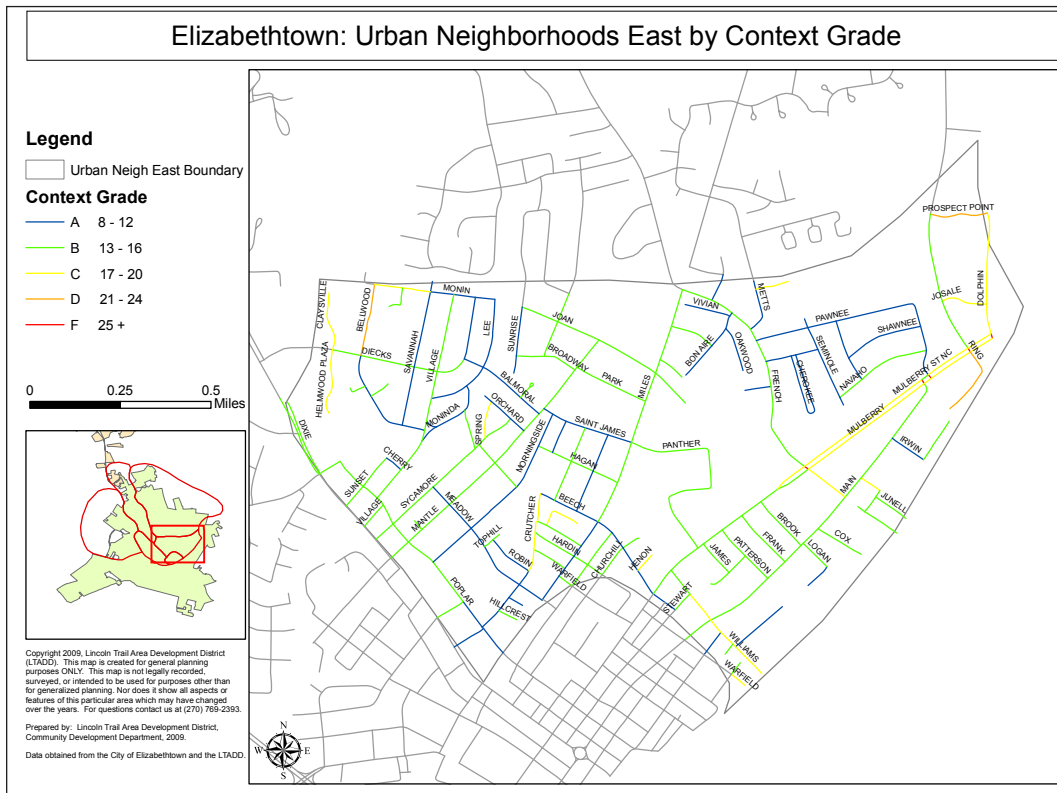 Elizabethtown: Urban Neighborhoods East by Context Grade
Legend
Urban Neigh East Boundary
Context Grade
A 8 - 12
B 13 - 16
C 17 - 20
D 21 - 24
F 25 +
0 0.25 0.5
Miles
Copyright 2009, Lincoln Trail Area Development District
(LTADD). This map is created for general planning
purposes ONLY. This map is not legally recorded,
surveyed, or intended to be used for purposes other than
for generalized planning. Nor does it show all aspects or
features of this particular area which may have changed
over the years. For questions contact us at (270) 769-2393.
Prepared by: Lincoln Trail Area Development District,
Community Development Department, 2009.
Data obtained from the City of Elizabethtown and the LTADD.
N
W E
S
PROSPECT POINT
CLAYSVILLE
BELLWOOD
MONIN
METTS
JOSALE
DOLPHIN
LEE
SUNRISE
JOAN
VIVIAN
PAWNEE
SHAWNEE
HELMWOOD PLAZA
DIECKS
SAVANNAH
VILLAGE
BROADWAY
BON AIRE
OAKWOOD
SEMINOLE
RING
MULBERRY ST NC
BALMORAL
PARK
MILES
FRENCH
CHEROKEE
NAVAHO
DIXIE
MONINDA
SPRING
ORCHARD
MORNINGSIDE
SAINT JAMES
MULBERRY
PANTHER
IRWIN
CHERRY
HAGAN
SUNSET
VILLAGE
SYCAMORE
MANTLE
MEADOW
BEECH
MAIN
JUNELL
TOPHILL
CRUTCHER
HARDIN
BROOK
FRANK
LOGAN
COX
ROBIN
WARFIELD
CHURCHILL
HENON
JAMES
PATTERSON
POPLAR
HILLCREST
STEWART
WILLIAMS
WARFIELD